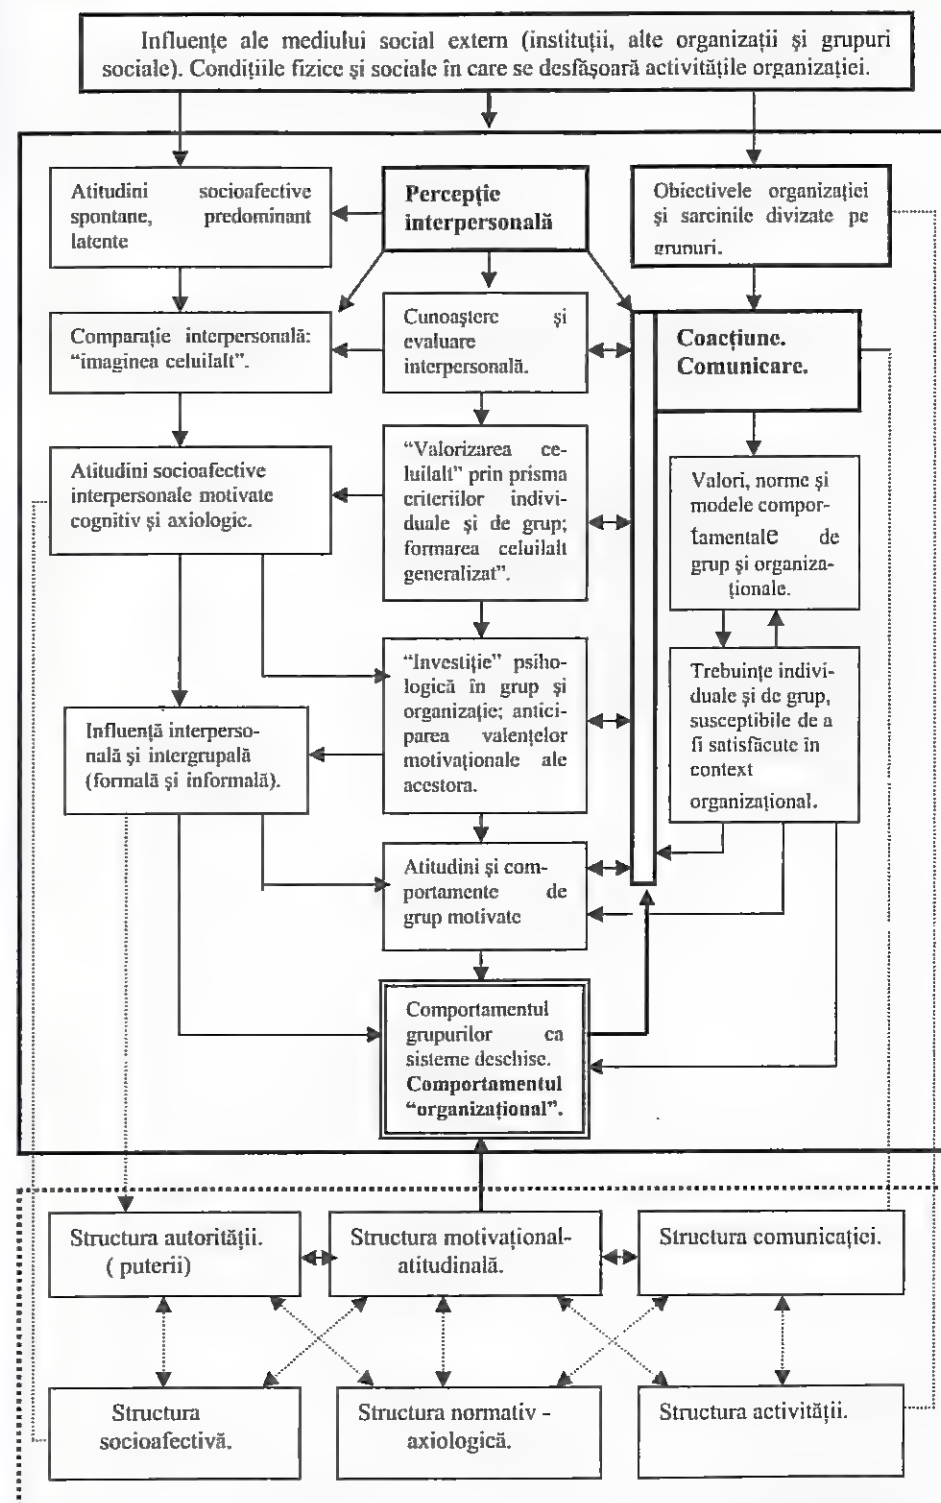 Influențe ale mediului social extern (instituții, alte organizații și grupuri
sociale). Condițiile fizice și sociale în care se desfășoară activitățile organizației.
Atitudini socioafective
spontane, predominant
latente
Percepție
interpersonală
Obiectivele organizației
și sarcinile divizate pe
grupuri.
Comparație interpersonală:
“imaginea celuilalt”.
Cunoaștere și
evaluare
interpersonală.
Coacțiune.
Comunicare.
Atitudini socioafective
interpersonale motivate
cognitiv și axiologic.
“Valorizarea ce-
luilalt” prin prisma
criteriilor indivi-
duale și de grup;
formarea celuilalt
generalizat”.
Valori, norme și
modele compor-
tamentale de
grup și organiza-
ționale.
“Investiție” psiho-
logică în grup și
organizație; antici-
parea valențelor
motivaționale ale
acestora.
Trebuințe indivi-
duale și de grup,
susceptibile de a
fi satisfăcute în
context
organizațional.
Influență interperso-
nală și intergrupală
(formală și informală).
Atitudini și com-
portamente de
grup motivate
Comportamentul
grupurilor ca
sisteme deschise.
Comportamentul
“organizațional”.
Structura autorității.
( puterii)
Structura motivațional-
atitudinală.
Structura comunicației.
Structura
socioafectivă.
Structura normativ -
axiologică.
Structura activității.